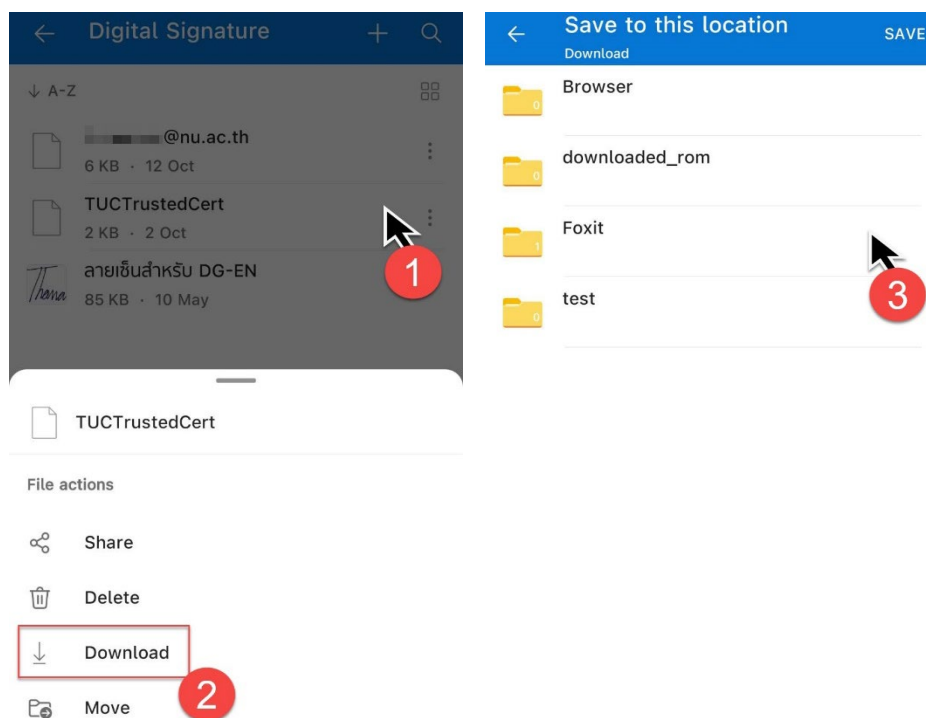 Digital Signature
A-Z
@nu.ac.th
6 KB · 12 Oct
TUCTrustedCert
2 KB · 2 Oct
1
ลายเซ็นสำหรับ DG-EN
85 KB · 10 May
Thana
TUCTrustedCert
File actions
Share
Delete
Download
2
Move
Save to this location
SAVE
Download
Browser
0
downloaded_rom
0
Foxit
1
3
test
0